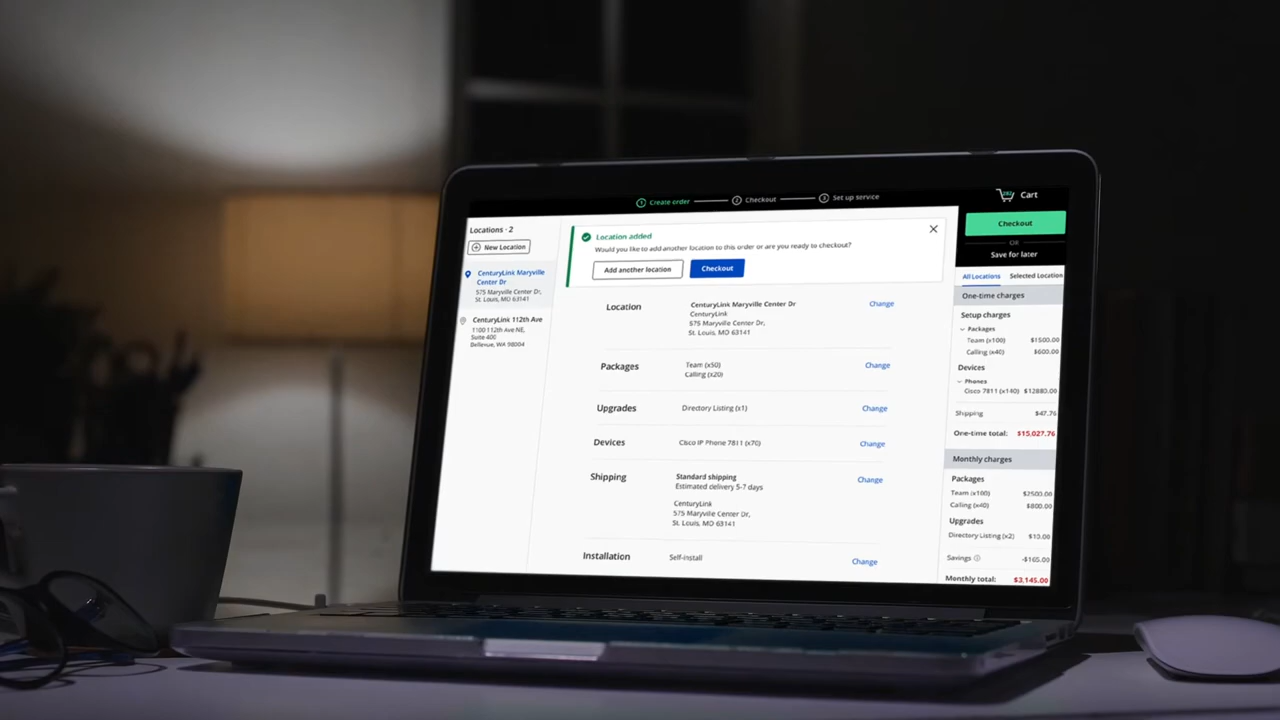 1 Create order
2 Checkout
3 Set up service
Cart
Locations · 2
New Location
CenturyLink Maryville
Center Dr
575 Maryville Center Dr,
St. Louis, MO 63141
CenturyLink 112th Ave
1100 112th Ave NE,
Suite 400
Bellevue, WA 98004
Location added
Would you like to add another location to this order or are you ready to checkout?
Add another location
Checkout
Location
CenturyLink Maryville Center Dr
CenturyLink
575 Maryville Center Dr,
St. Louis, MO 63141
Change
Packages
Team (x50)
Calling (x20)
Change
Upgrades
Directory Listing (x1)
Change
Devices
Cisco IP Phone 7811 (x70)
Change
Shipping
Standard shipping
Estimated delivery 5-7 days
CenturyLink
575 Maryville Center Dr,
St. Louis, MO 63141
Change
Installation
Self-install
Change
Checkout
OR
Save for later
All Locations
Selected Location
One-time charges
Setup charges
Packages
Team (x100) $1500.00
Calling (x40) $600.00
Devices
Phones
Cisco 7811 (x140) $12880.00
Shipping $47.76
One-time total: $15,027.76
Monthly charges
Packages
Team (x100) $2500.00
Calling (x40) $800.00
Upgrades
Directory Listing (x2) $10.00
Savings -$165.00
Monthly total: $3,145.00